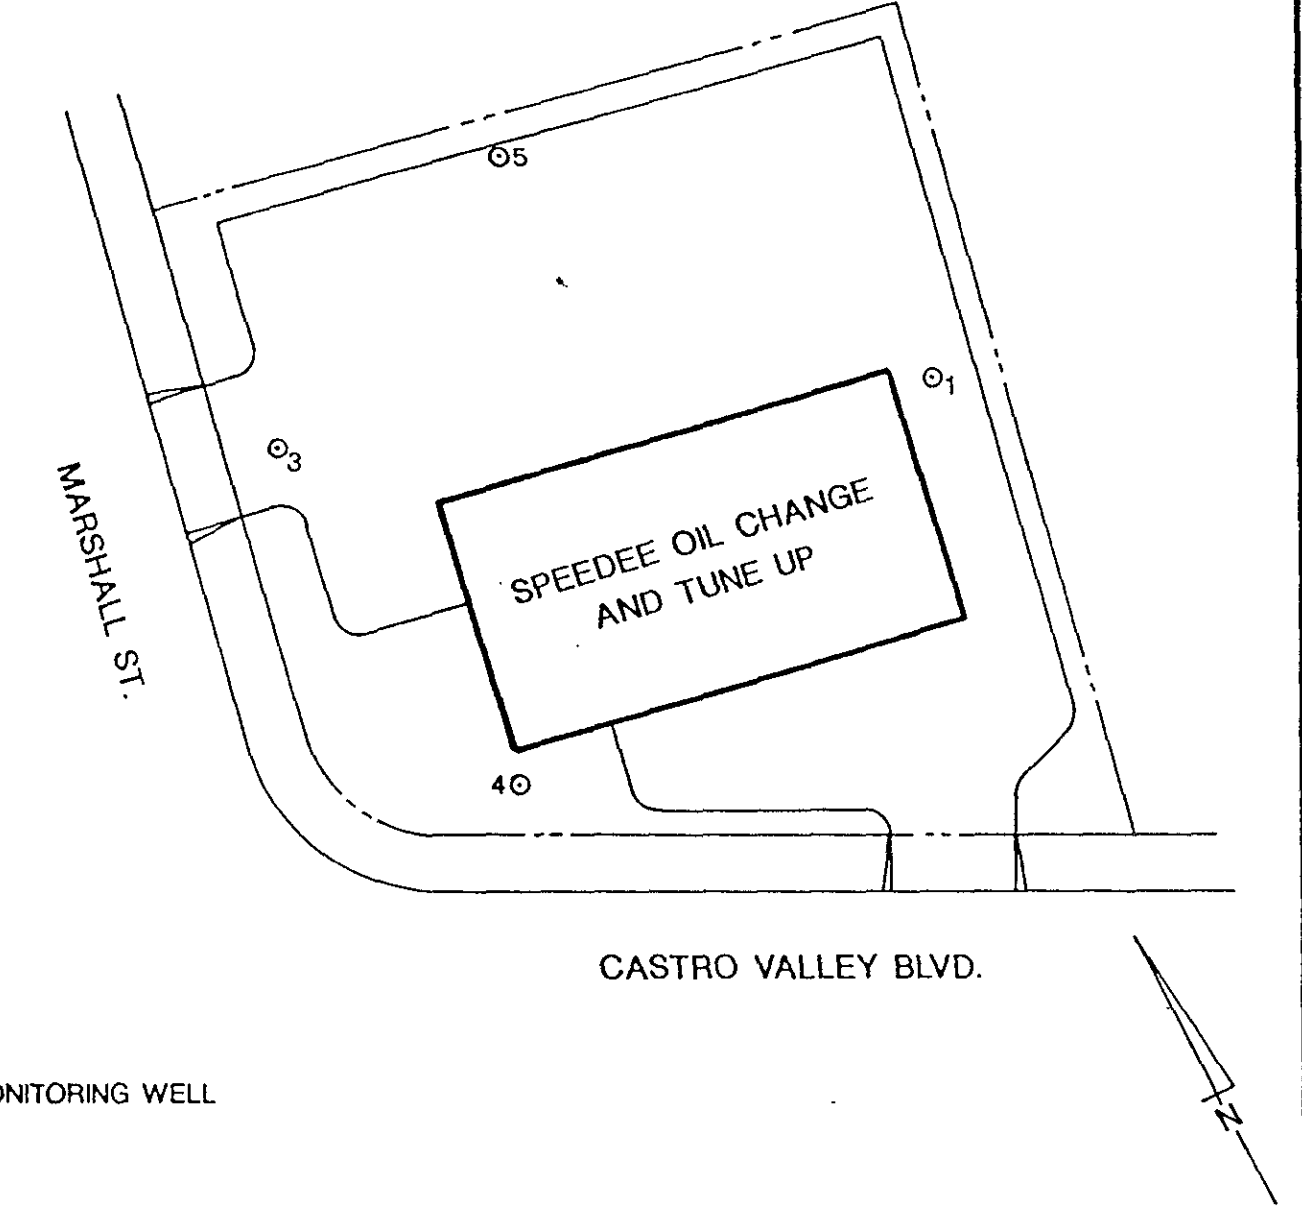 5
1
3
MARSHALL ST.
SPEEDEE OIL CHANGE
AND TUNE UP
4
CASTRO VALLEY BLVD.
ONITORING WELL
N